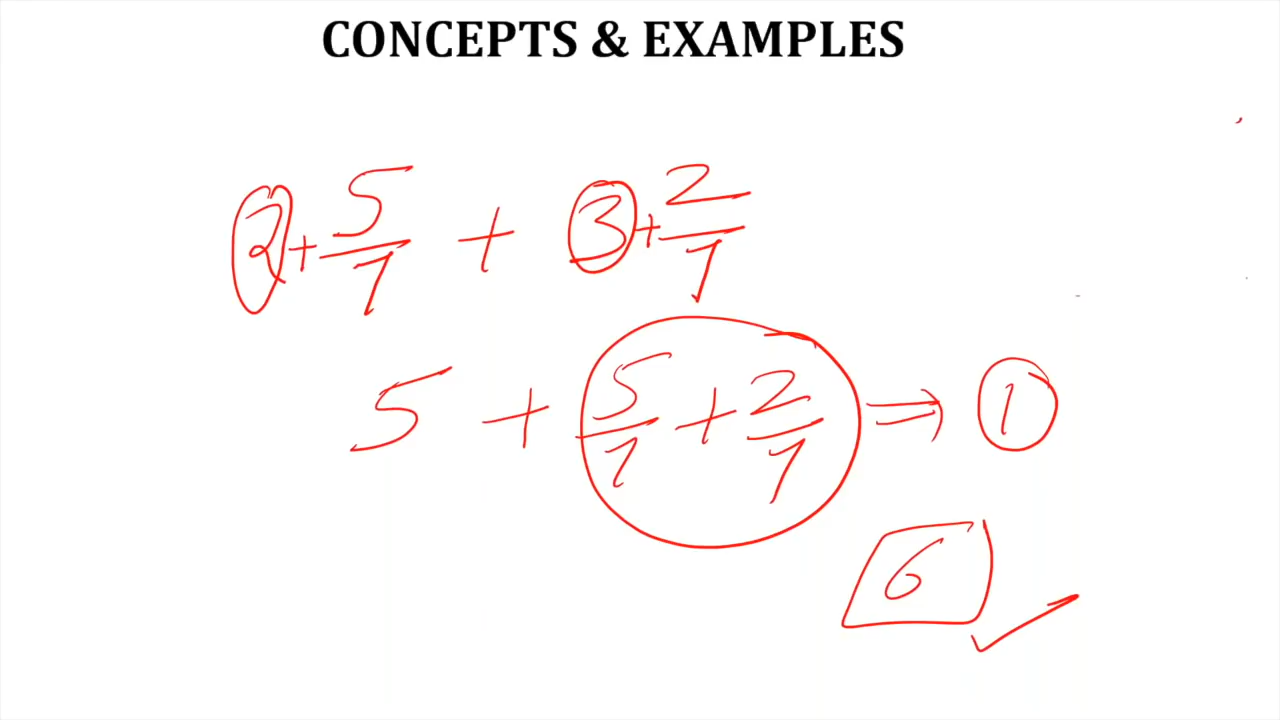 CONCEPTS & EXAMPLES
2 + 5/7 + 3 + 2/7
5 + 5/7 + 2/7 ⇒ 1
6 ✓